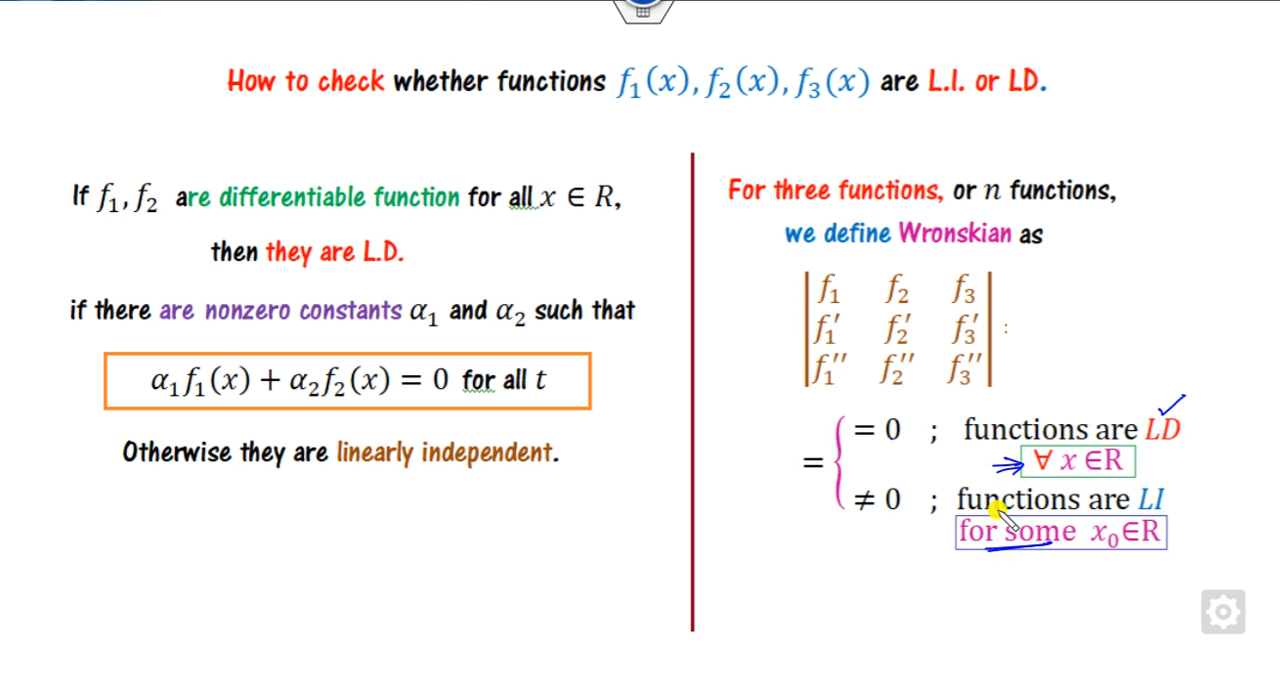 How to check whether functions f₁(x), f₂(x), f₃(x) are L.I. or LD.
If f₁, f₂ are differentiable function for all x ∈ R,
then they are L.D.
if there are nonzero constants α₁ and α₂ such that
α₁f₁(x) + α₂f₂(x) = 0 for all t
Otherwise they are linearly independent.
For three functions, or n functions,
we define Wronskian as
|f₁ f₂ f₃|
|f₁′ f₂′ f₃′| :
|f₁′′ f₂′′ f₃′′|
= { = 0 ; functions are LD
∀ x ∈R
≠ 0 ; functions are LI
for some x₀∈R